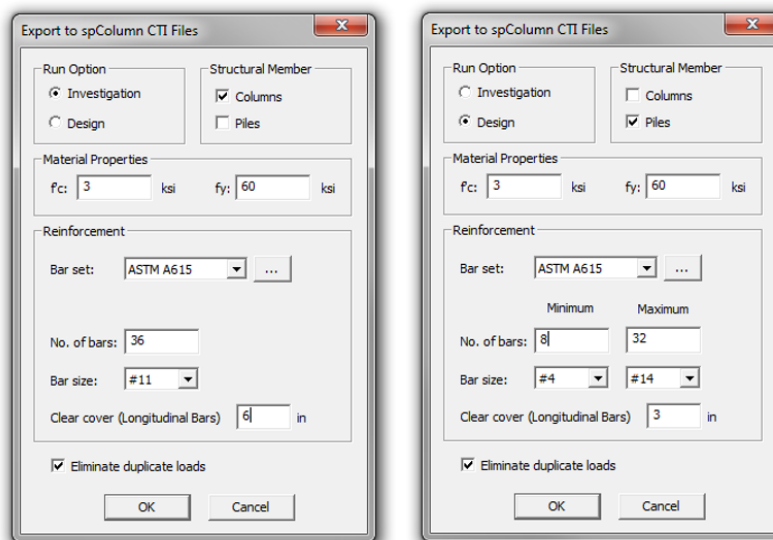 Export to spColumn CTI Files
Run Option
Structural Member
Investigation
Columns
Design
Piles
Material Properties
f'c: 3 ksi fy: 60 ksi
Reinforcement
Bar set: ASTM A615 ...
No. of bars: 36
Bar size: #11
Clear cover (Longitudinal Bars) 6 in
Eliminate duplicate loads
OK Cancel
Export to spColumn CTI Files
Run Option
Structural Member
Investigation
Columns
Design
Piles
Material Properties
f'c: 3 ksi fy: 60 ksi
Reinforcement
Bar set: ASTM A615 ...
Minimum Maximum
No. of bars: 8 32
Bar size: #4 #14
Clear cover (Longitudinal Bars) 3 in
Eliminate duplicate loads
OK Cancel